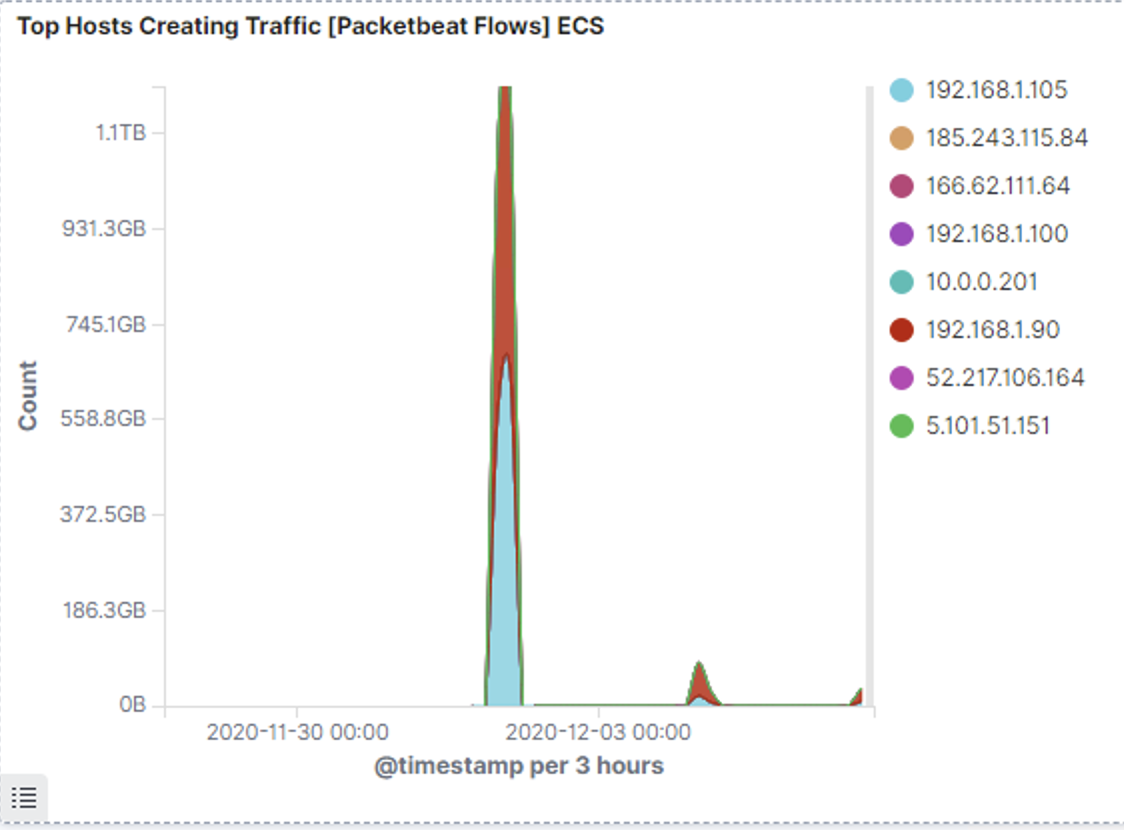 Top Hosts Creating Traffic [Packetbeat Flows] ECS
1.1TB
931.3GB
745.1GB
558.8GB
372.5GB
186.3GB
0B
Count
2020-11-30 00:00
2020-12-03 00:00
@timestamp per 3 hours
192.168.1.105
185.243.115.84
166.62.111.64
192.168.1.100
10.0.0.201
192.168.1.90
52.217.106.164
5.101.51.151